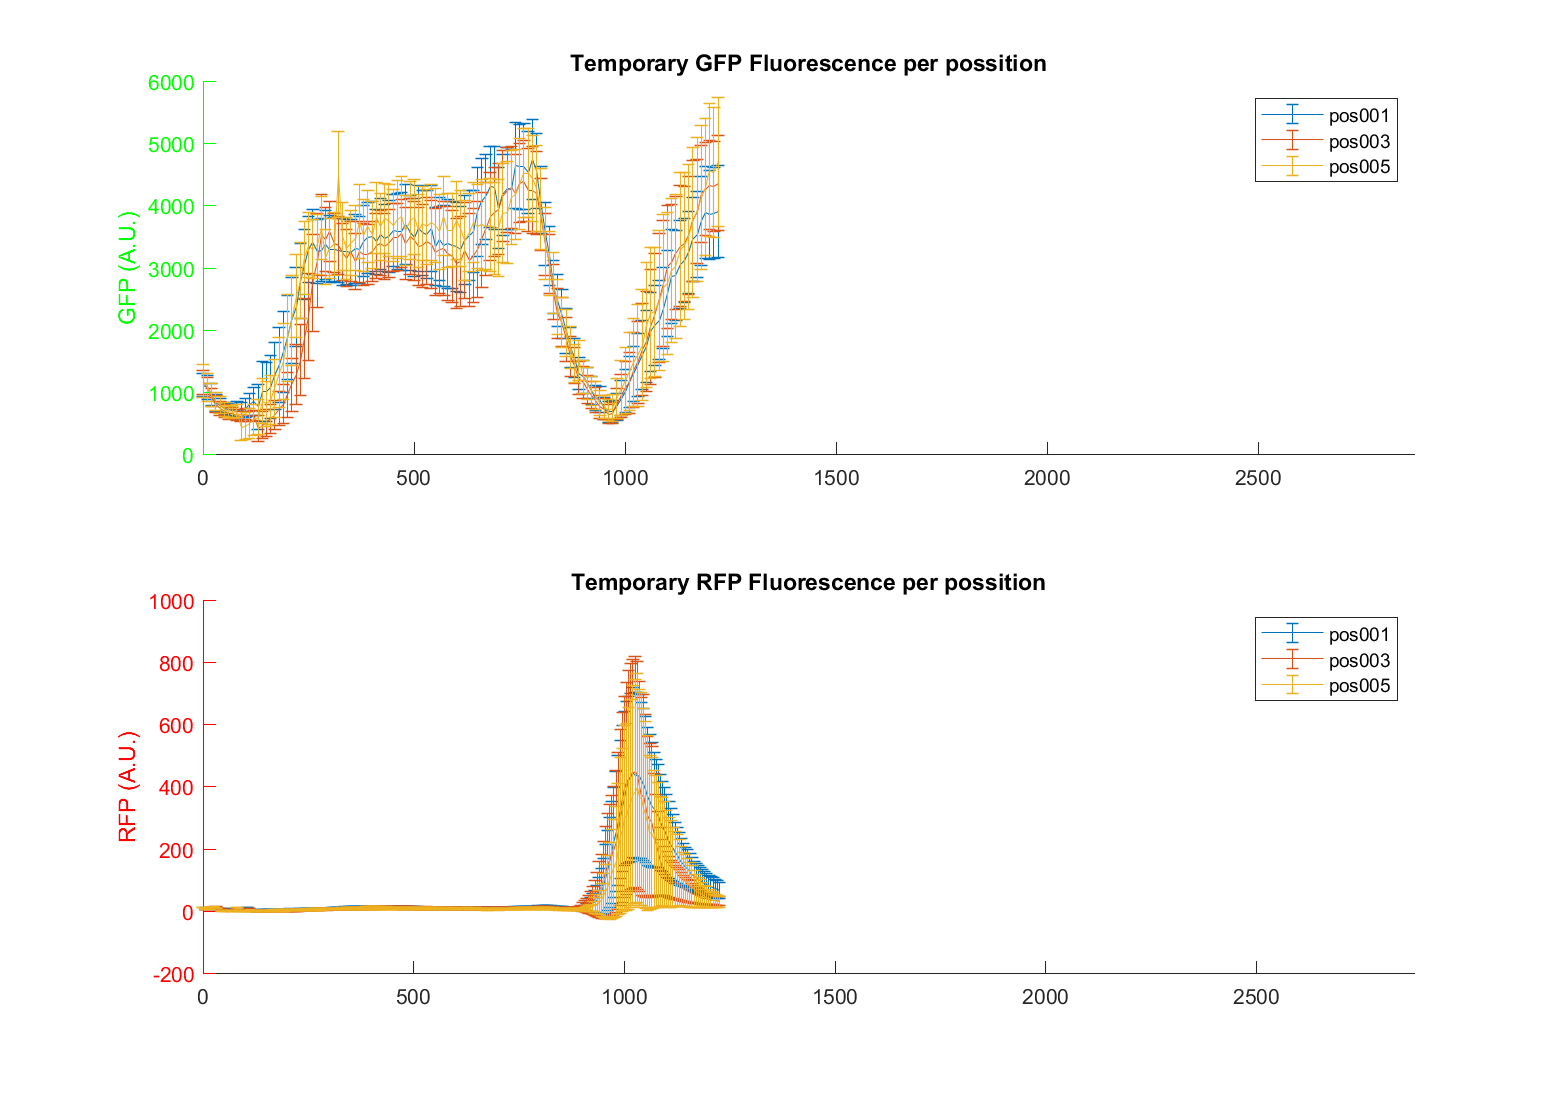 Temporary GFP Fluorescence per possition
GFP (A.U.)
6000
5000
4000
3000
2000
1000
0
0 500 1000 1500 2000 2500
pos001
pos003
pos005
Temporary RFP Fluorescence per possition
RFP (A.U.)
1000
800
600
400
200
0
-200
0 500 1000 1500 2000 2500
pos001
pos003
pos005